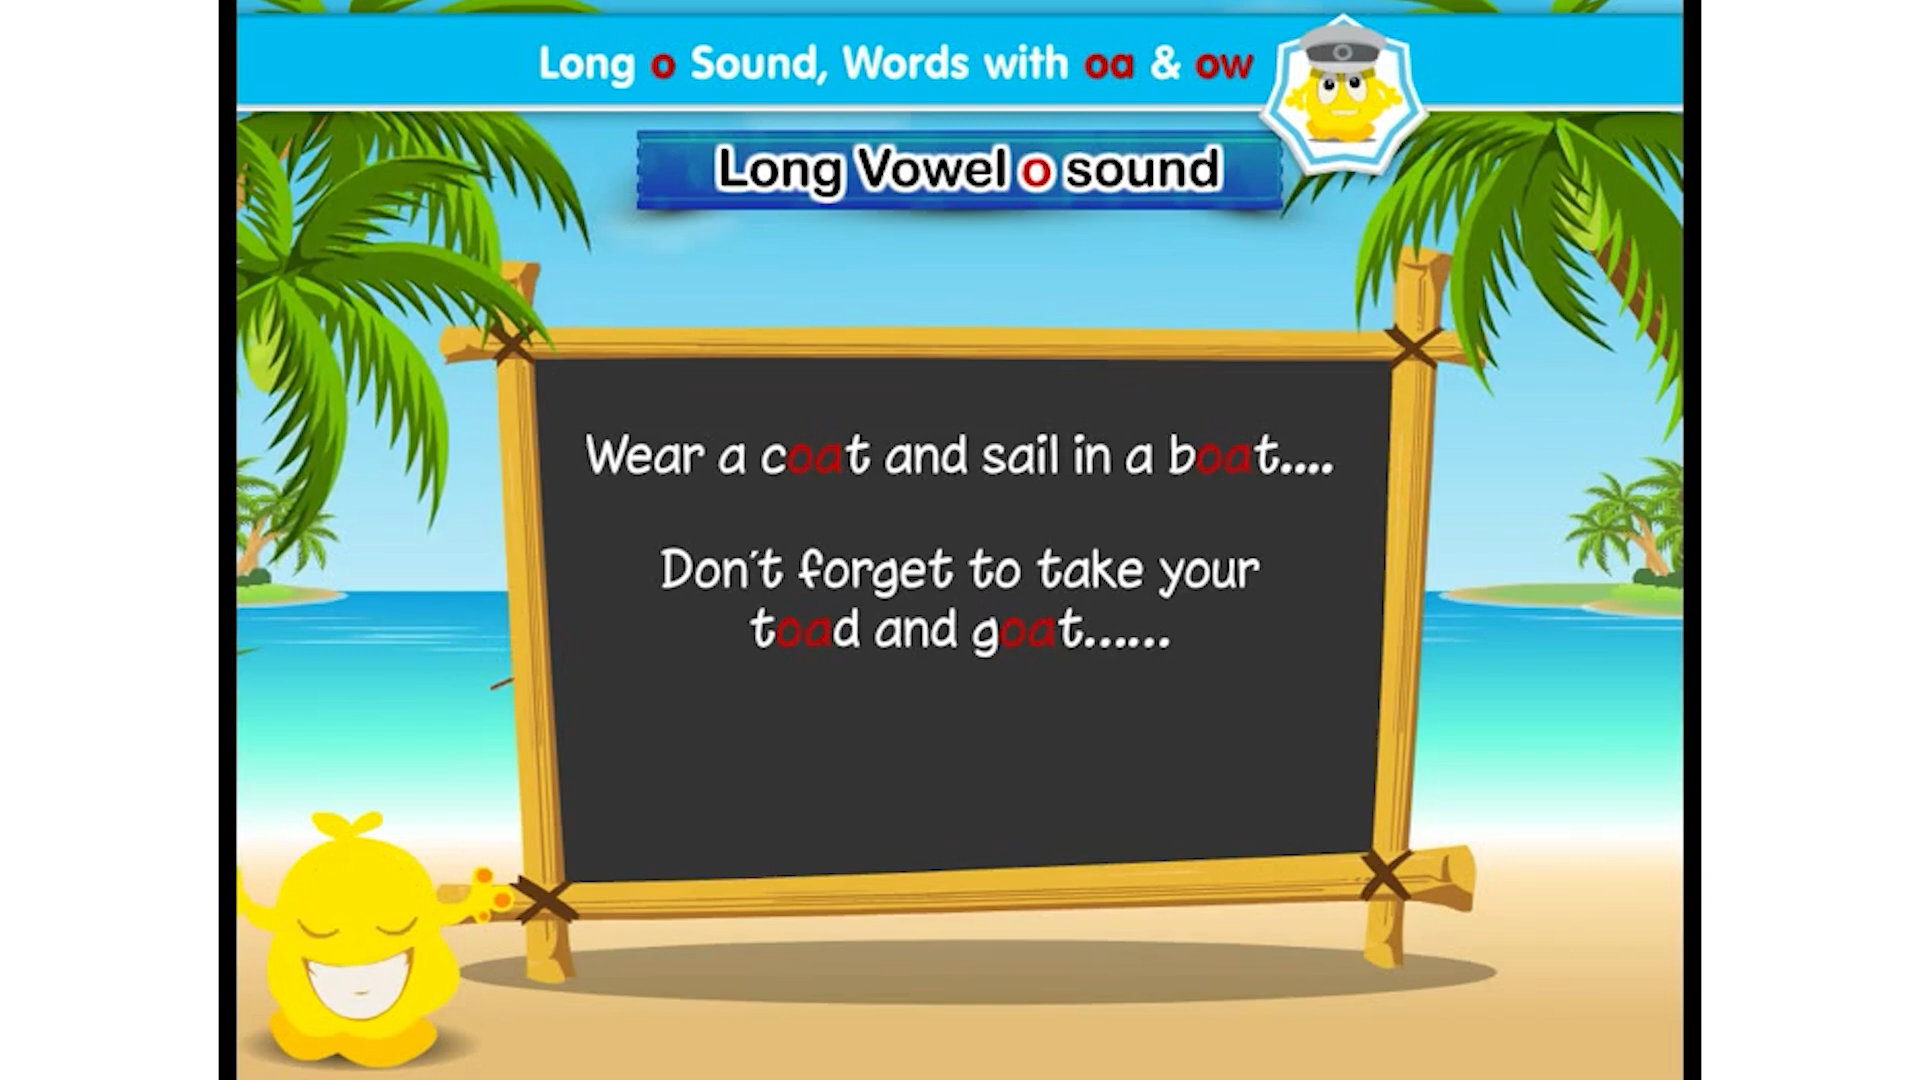 Long o Sound, Words with oa & ow
Long Vowel o sound
Wear a coat and sail in a boat....
Don't forget to take your
toad and goat......